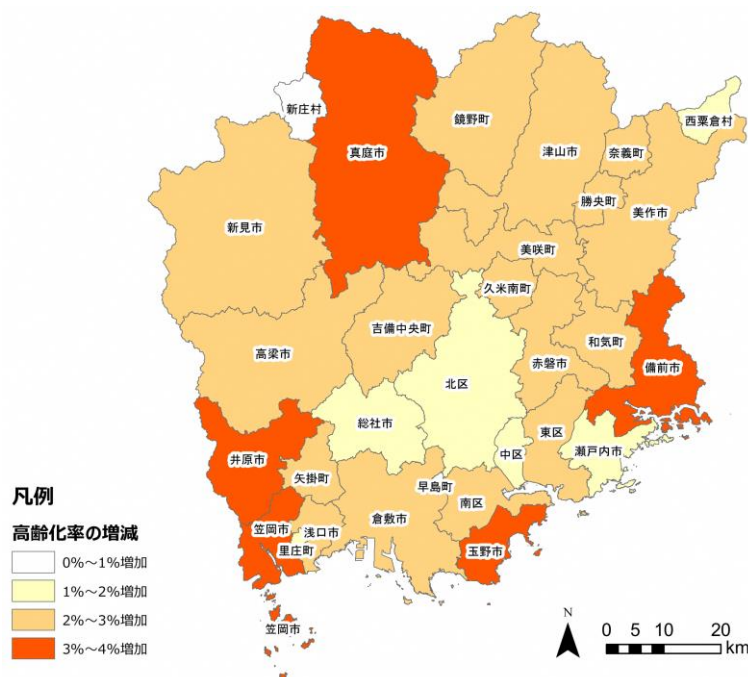 新庄村
真庭市
鏡野町
津山市
奈義町
西粟倉村
勝央町
美作市
新見市
美咲町
久米南町
吉備中央町
和気町
高梁市
赤磐市
備前市
北区
総社市
東区
中区
瀬戸内市
井原市
矢掛町
早島町
南区
倉敷市
笠岡市
浅口市
里庄町
玉野市
笠岡市
凡例
高齢化率の増減
0%~1%増加
1%~2%増加
2%~3%増加
3%~4%増加
N
0 5 10 20
km